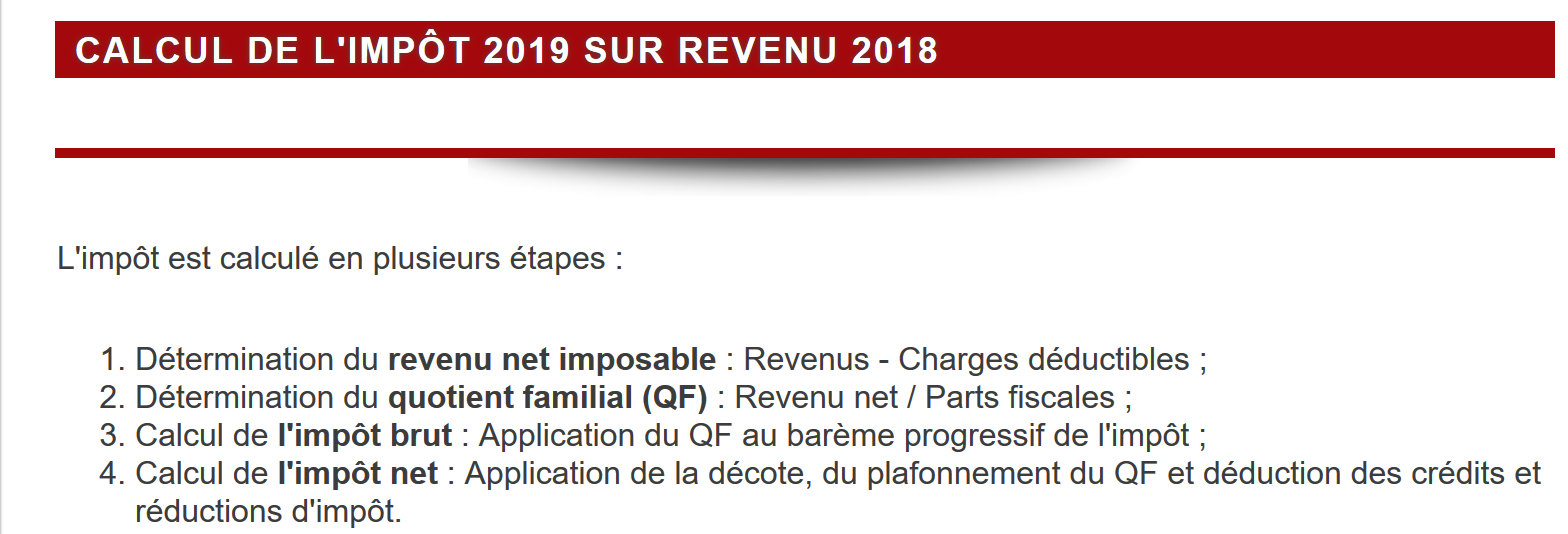 CALCUL DE L'IMPÔT 2019 SUR REVENU 2018
L'impôt est calculé en plusieurs étapes :
1. Détermination du revenu net imposable : Revenus - Charges déductibles ;
2. Détermination du quotient familial (QF) : Revenu net / Parts fiscales ;
3. Calcul de l'impôt brut : Application du QF au barème progressif de l'impôt ;
4. Calcul de l'impôt net : Application de la décote, du plafonnement du QF et déduction des crédits et
réductions d'impôt.